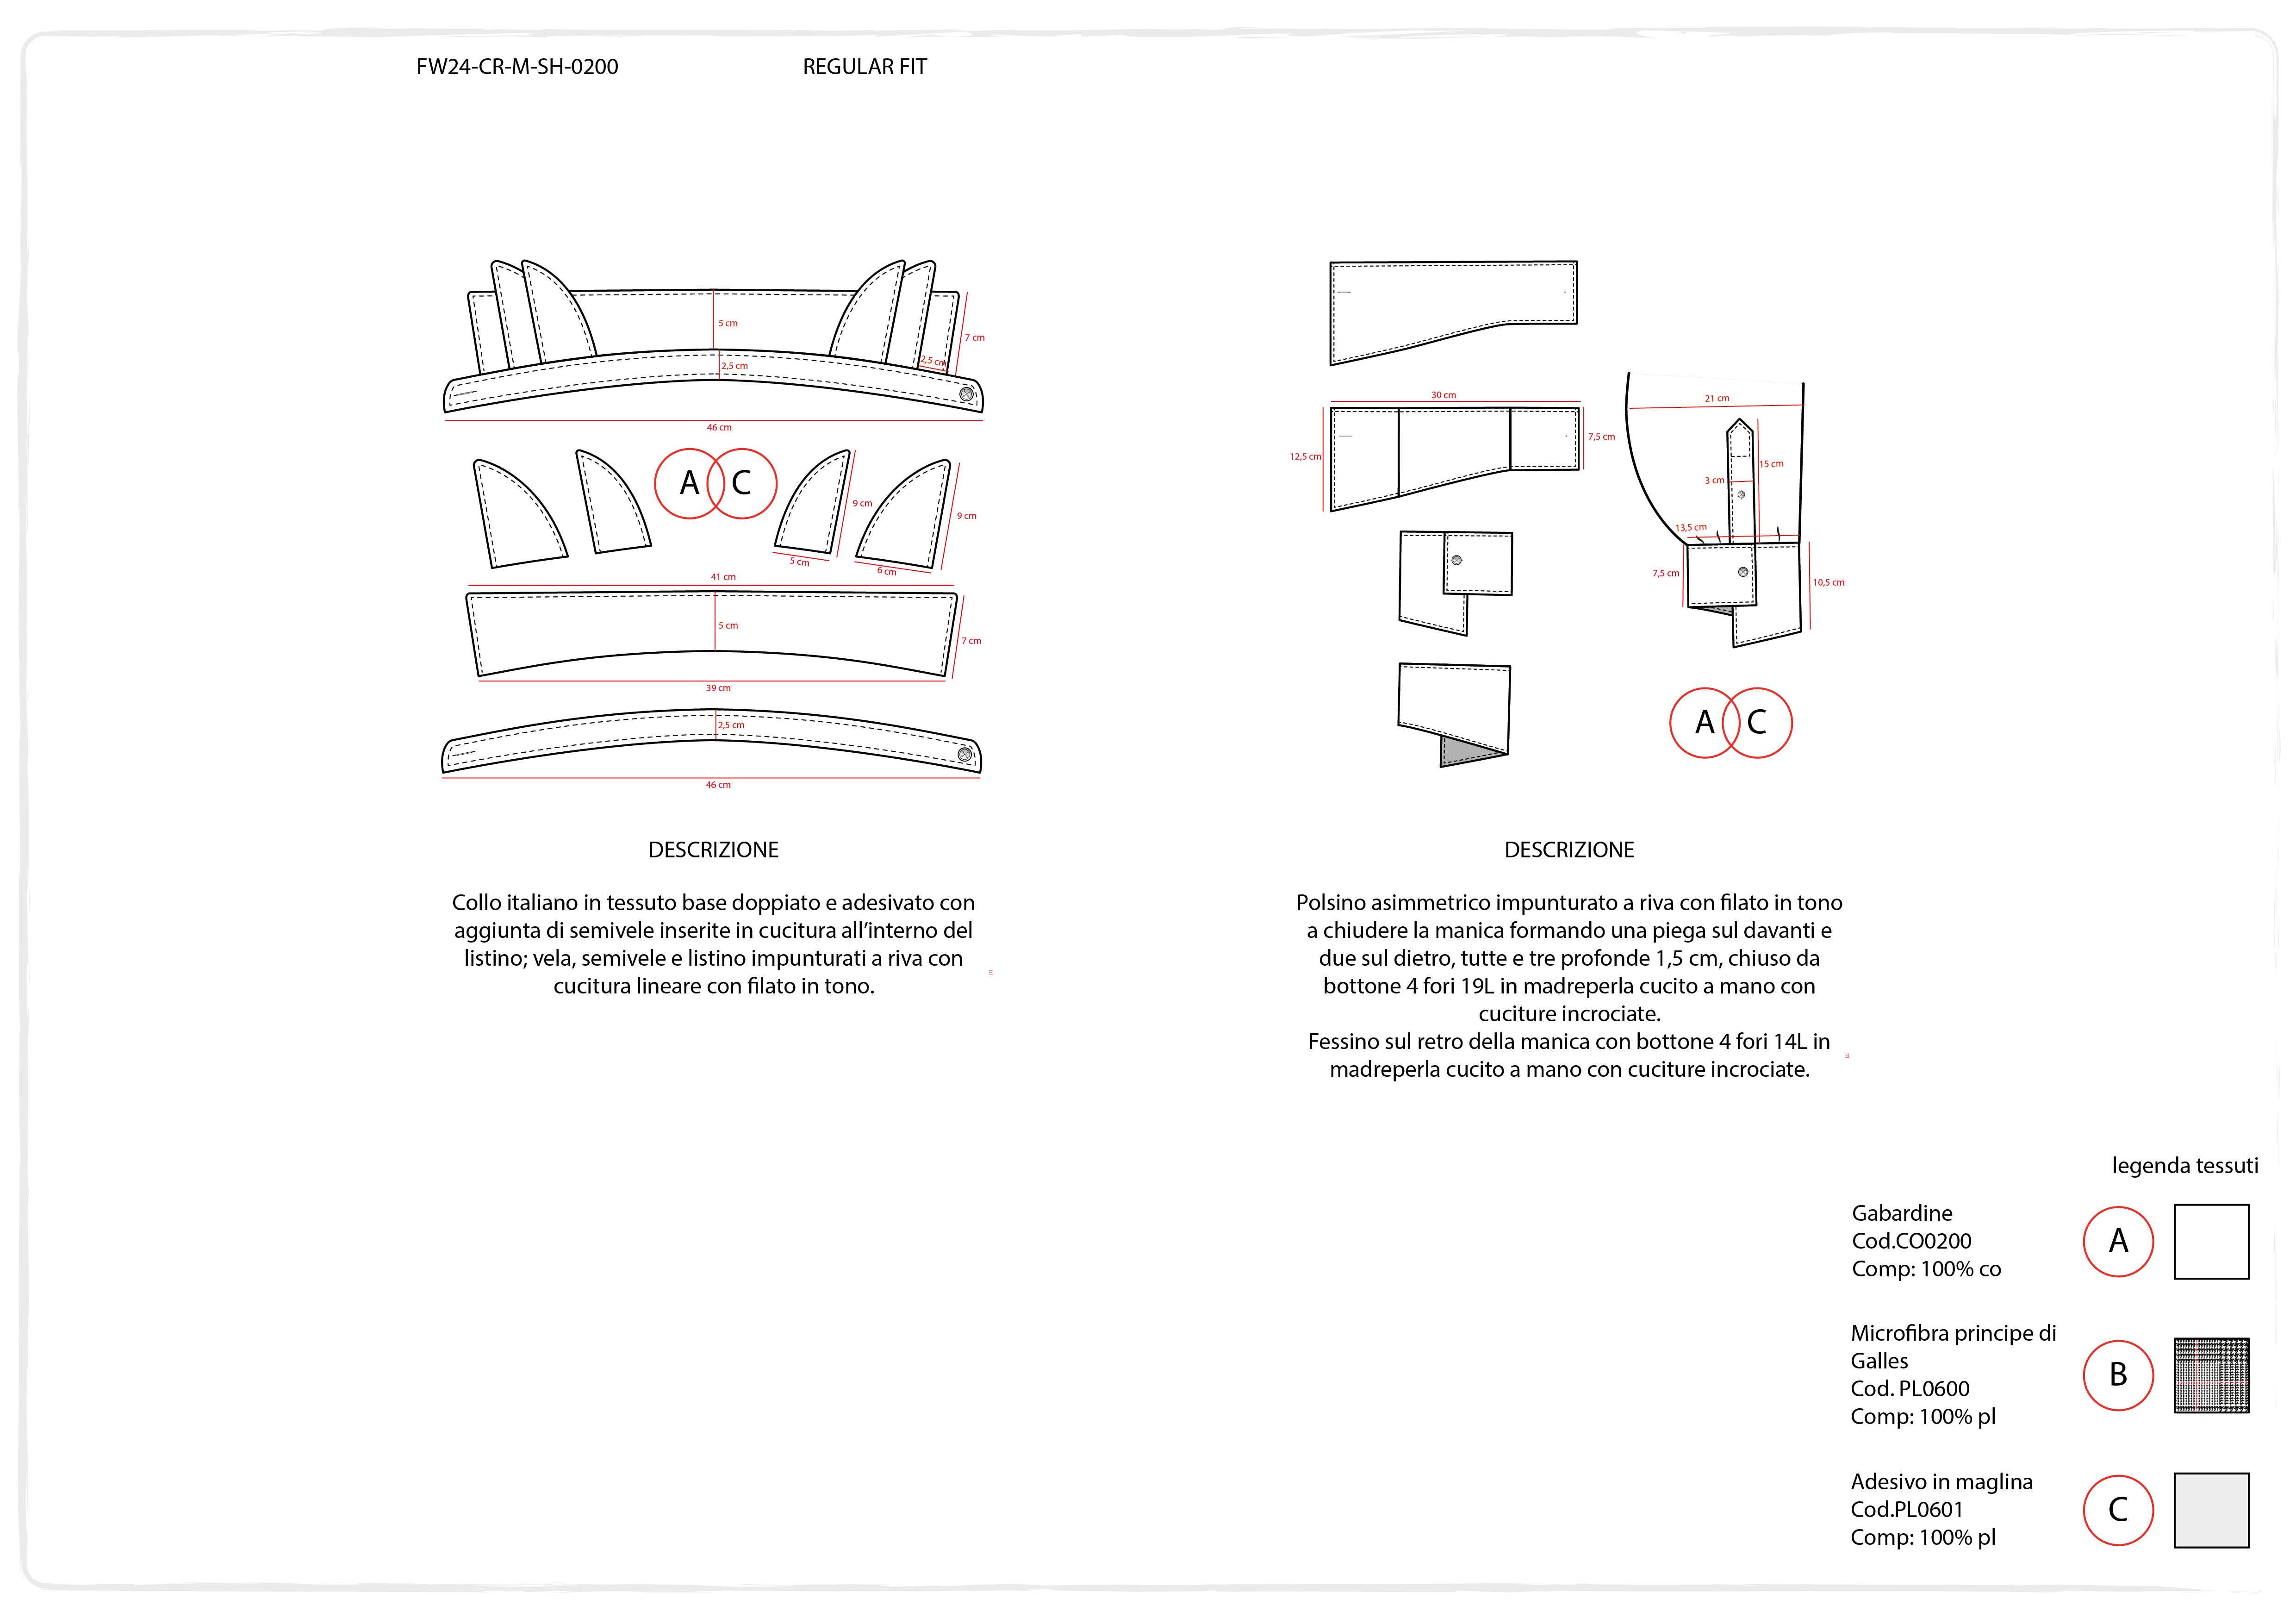 FW24-CR-M-SH-0200
REGULAR FIT
5 cm
7 cm
2,5 cm
2,5 cm
46 cm
A
C
9 cm
9 cm
5 cm
6 cm
41 cm
5 cm
7 cm
39 cm
2,5 cm
46 cm
DESCRIZIONE
Collo italiano in tessuto base doppiato e adesivato con
aggiunta di semivele inserite in cucitura all'interno del
listino; vela, semivele e listino impunturati a riva con
cucitura lineare con filato in tono.
30 cm
12,5 cm
7,5 cm
21 cm
15 cm
3 cm
13,5 cm
7,5 cm
10,5 cm
A
C
DESCRIZIONE
Polsino asimmetrico impunturato a riva con filato in tono
a chiudere la manica formando una piega sul davanti e
due sul dietro, tutte e tre profonde 1,5 cm, chiuso da
bottone 4 fori 19L in madreperla cucito a mano con
cuciture incrociate.
Fessino sul retro della manica con bottone 4 fori 14L in
madreperla cucito a mano con cuciture incrociate.
legenda tessuti
Gabardine
Cod.CO0200
Comp: 100% co
A
Microfibra principe di
Galles
Cod. PL0600
Comp: 100% pl
B
Adesivo in maglina
Cod.PL0601
Comp: 100% pl
C